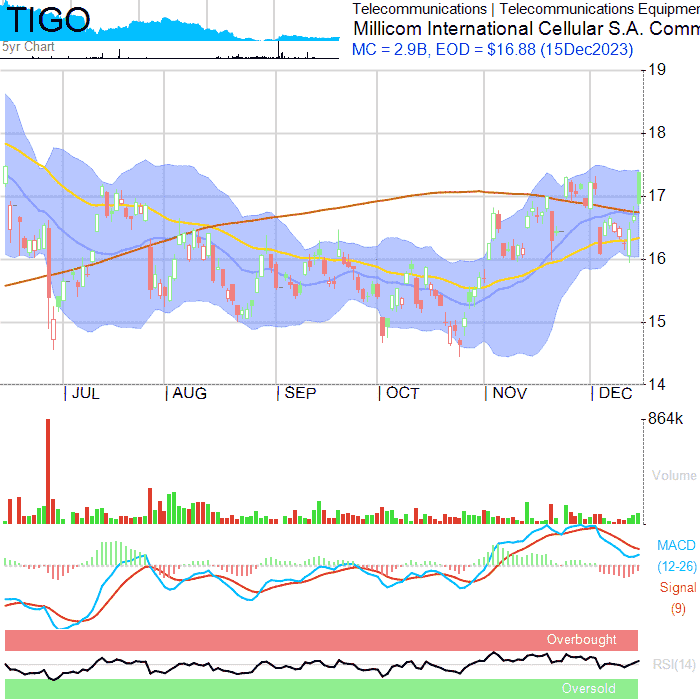 TIGO
Telecommunications | Telecommunications Equipmen
Millicom International Cellular S.A. Comm
5yr Chart
MC = 2.9B, EOD = $16.88 (15Dec2023)
19
18
17
16
15
14
JUL AUG SEP OCT NOV DEC
864k
Volume
MACD
(12-26)
Signal
(9)
Overbought
RSI(14)
Oversold